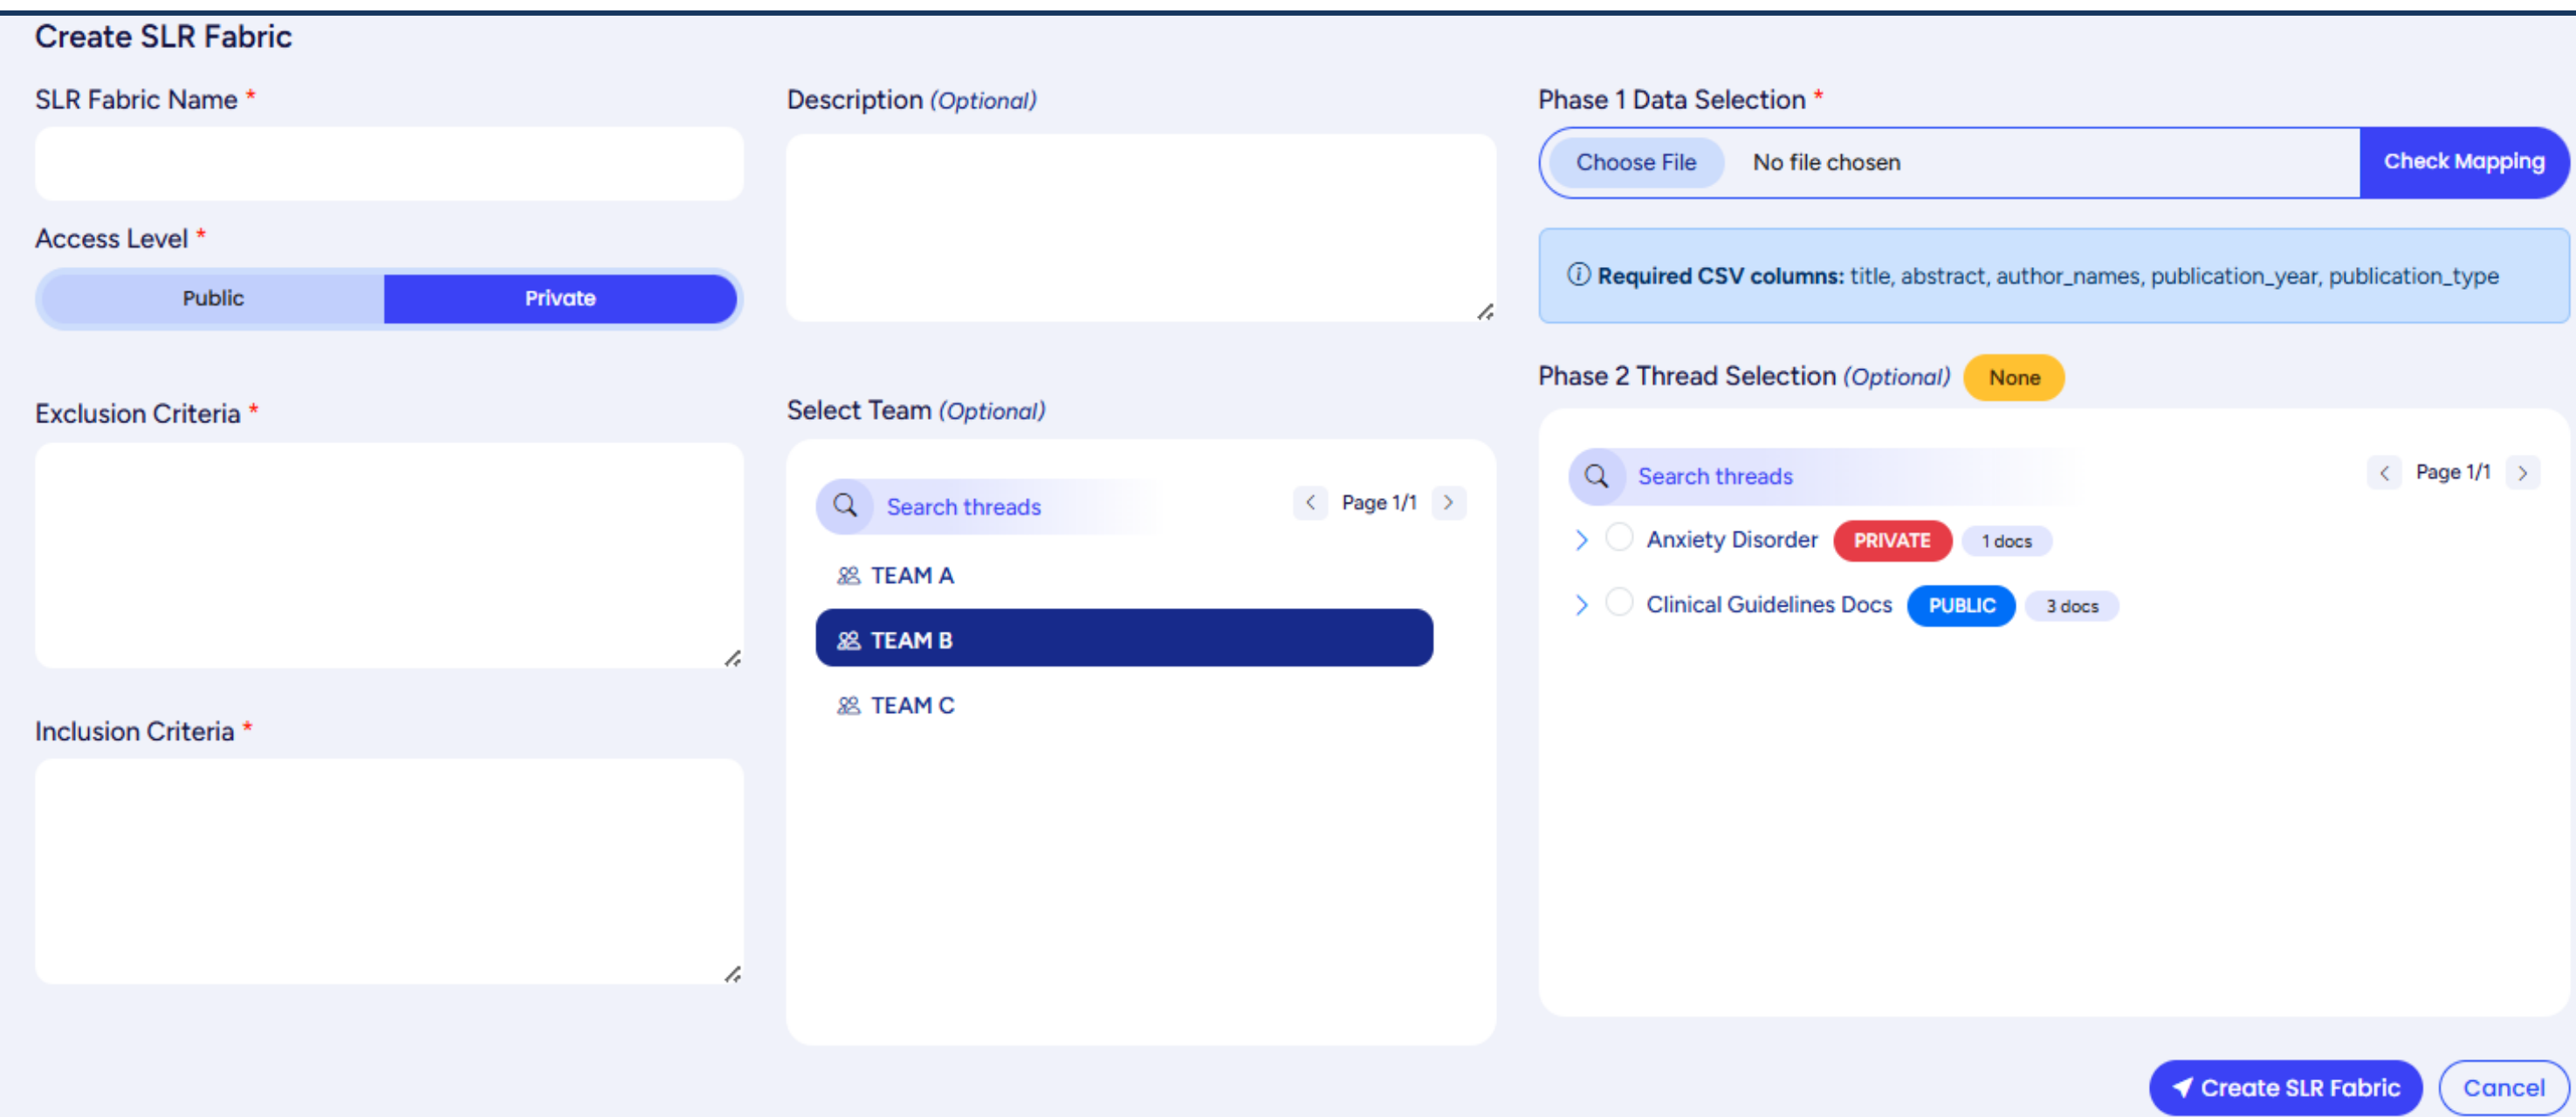 Create SLR Fabric
SLR Fabric Name *
Access Level *
Public Private
Exclusion Criteria *
Inclusion Criteria *
Description (Optional)
Select Team (Optional)
Search threads
Page 1/1
TEAM A
TEAM B
TEAM C
Phase 1 Data Selection *
Choose File No file chosen Check Mapping
Required CSV columns: title, abstract, author_names, publication_year, publication_type
Phase 2 Thread Selection (Optional) None
Search threads
Page 1/1
Anxiety Disorder PRIVATE 1 docs
Clinical Guidelines Docs PUBLIC 3 docs
Create SLR Fabric Cancel